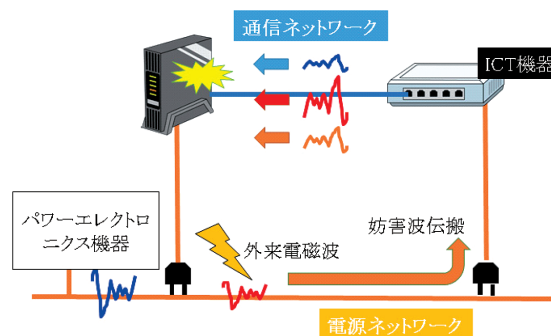 通信ネットワーク
ICT機器
パワーエレクトロ
ニクス機器
外来電磁波
妨害波伝搬
電源ネットワーク